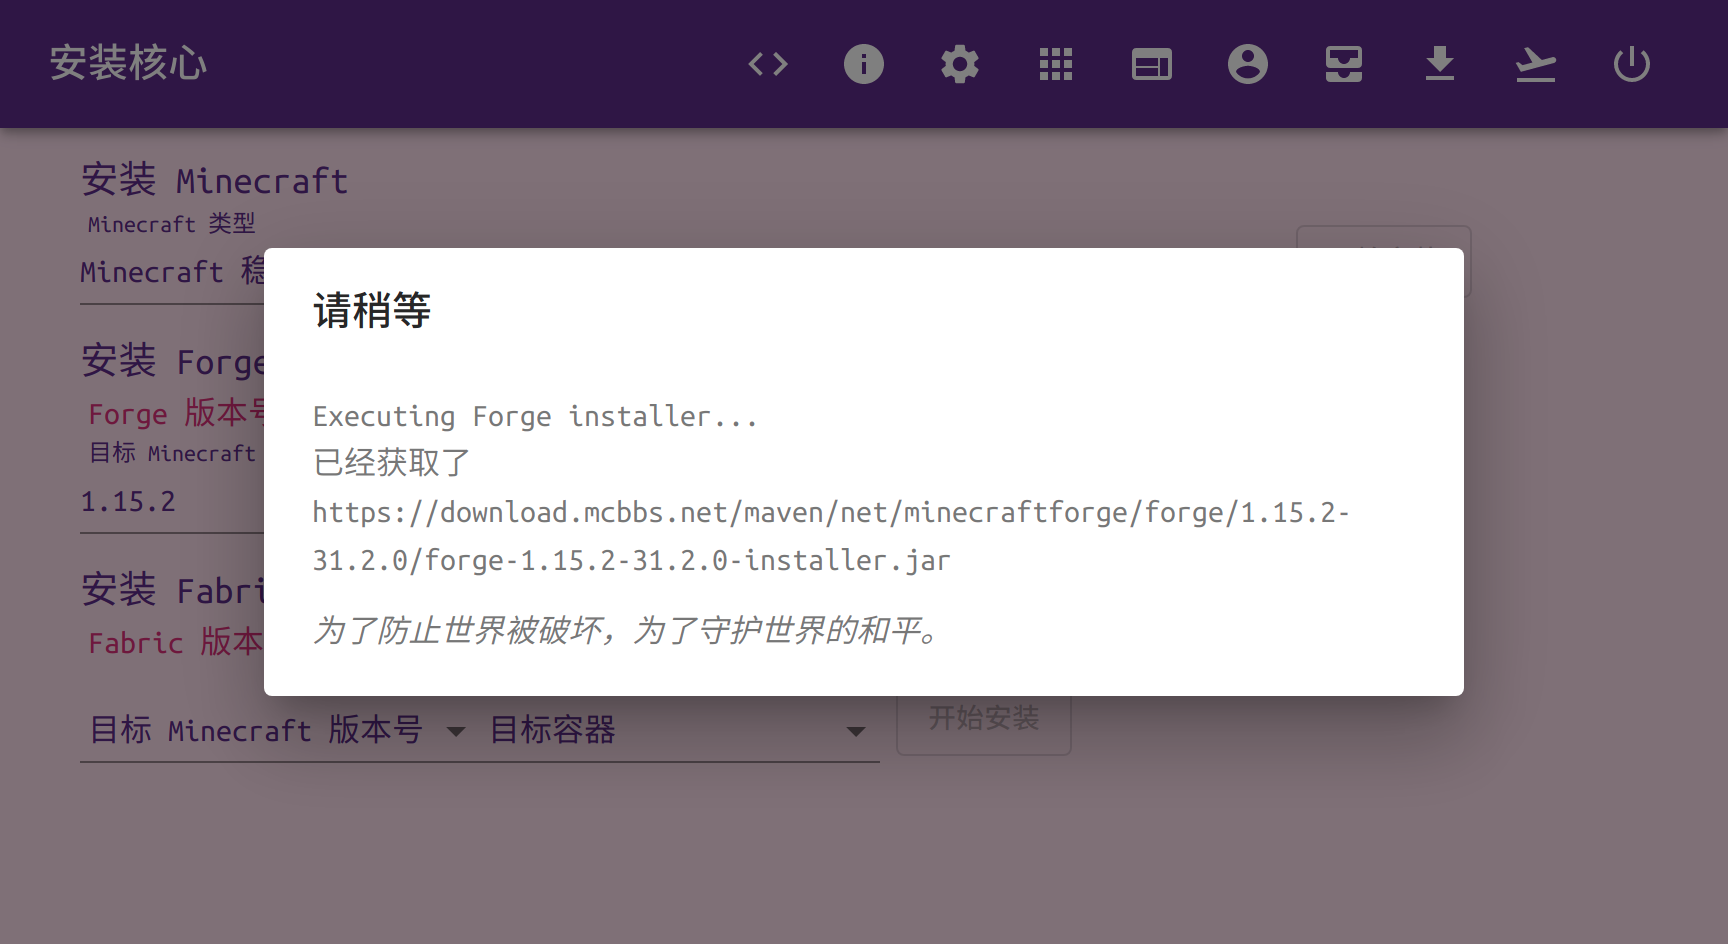 安装核心
安装 Minecraft
Minecraft 类型
Minecraft 稳
安装 Forge
Forge 版本号
目标 Minecraft
1.15.2
安装 Fabri
Fabric 版本
目标 Minecraft 版本号
目标容器
开始安装
请稍等
Executing Forge installer...
已经获取了
https://download.mcbbs.net/maven/net/minecraftforge/forge/1.15.2-
31.2.0/forge-1.15.2-31.2.0-installer.jar
为了防止世界被破坏，为了守护世界的和平。